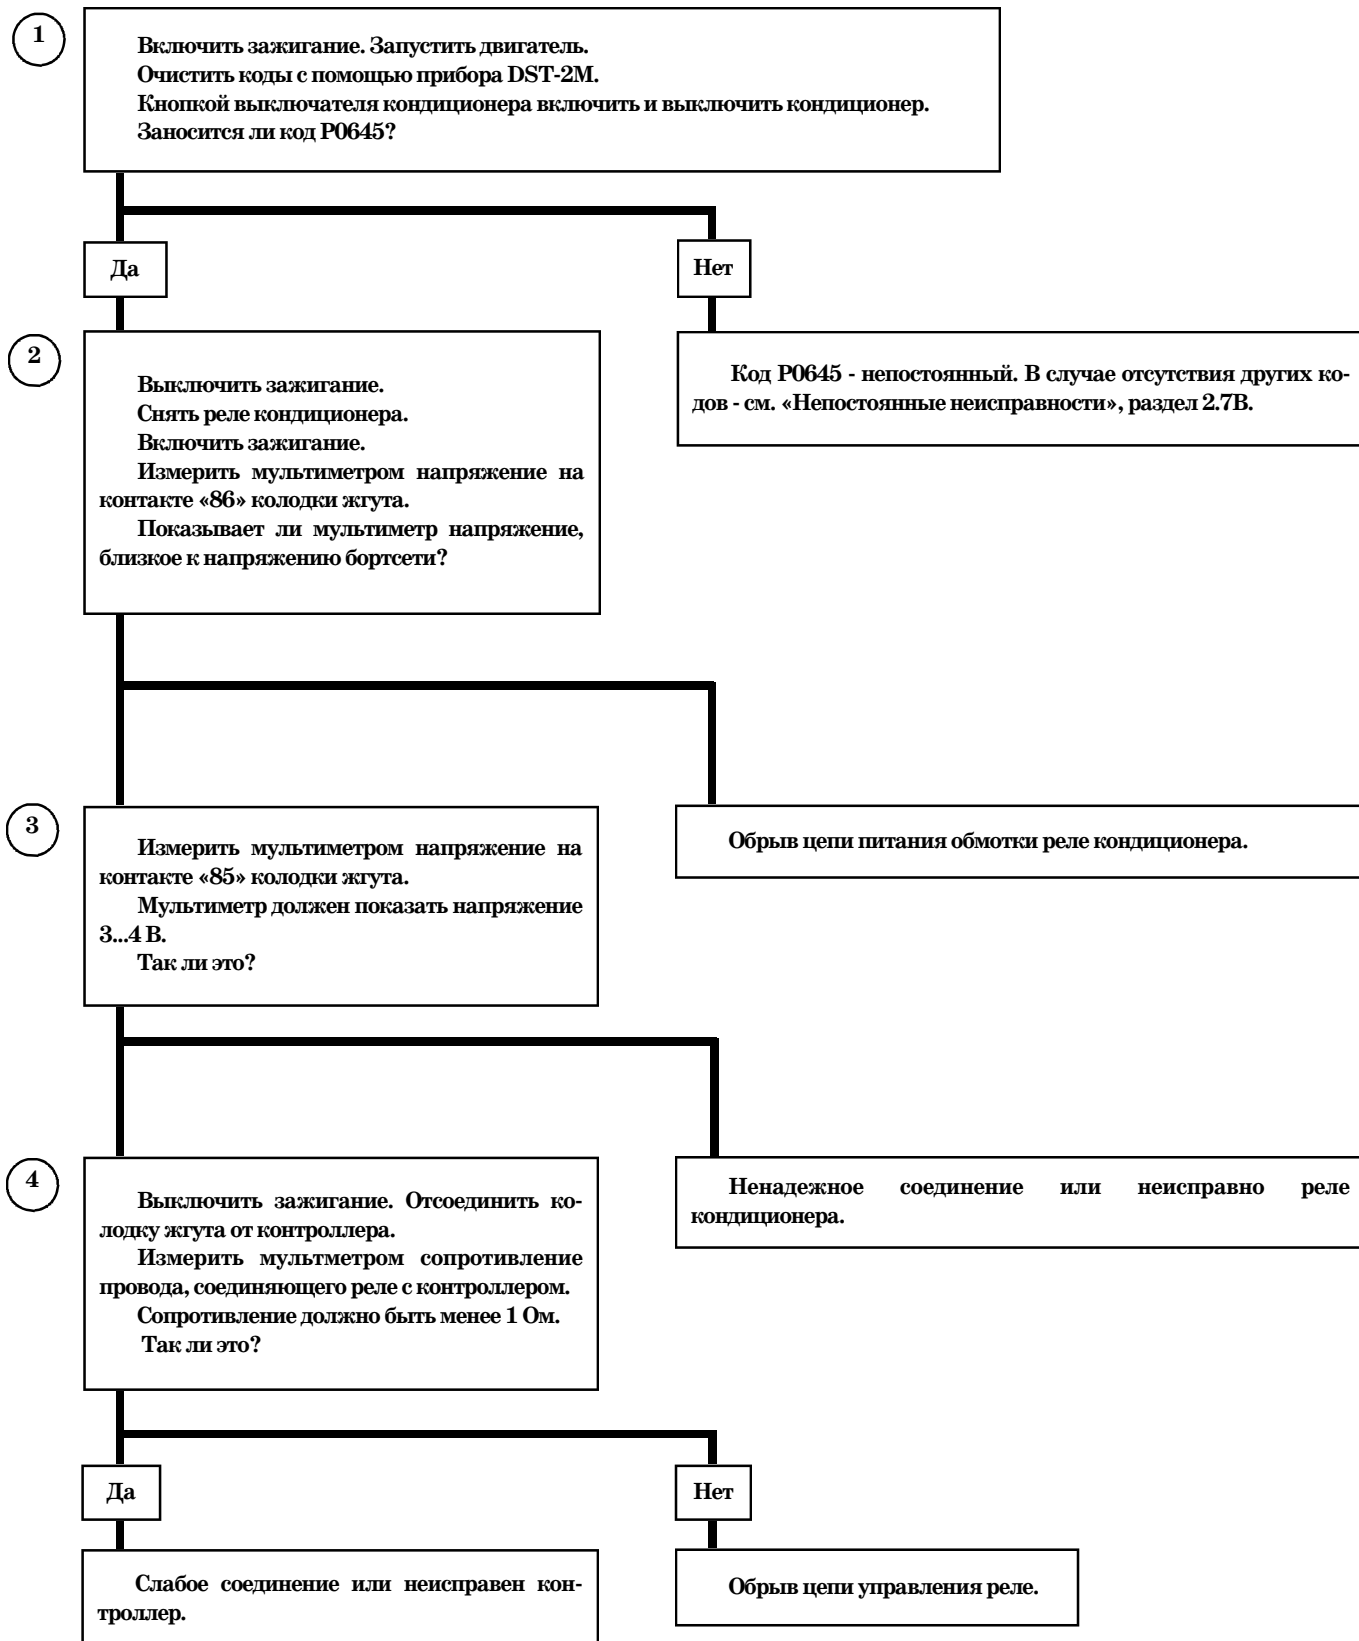 1
Включить зажигание. Запустить двигатель.
Очистить коды с помощью прибора DST-2M.
Кнопкой выключателя кондиционера включить и выключить кондиционер.
Заносится ли код P0645?
Да
Нет
2
Выключить зажигание.
Снять реле кондиционера.
Включить зажигание.
Измерить мультиметром напряжение на
контакте «86» колодки жгута.
Показывает ли мультиметр напряжение,
близкое к напряжению бортсети?
Код P0645 - непостоянный. В случае отсутствия других ко-
дов - см. «Непостоянные неисправности», раздел 2.7В.
3
Измерить мультиметром напряжение на
контакте «85» колодки жгута.
Мультиметр должен показать напряжение
3...4 В.
Так ли это?
Обрыв цепи питания обмотки реле кондиционера.
4
Выключить зажигание. Отсоединить ко-
лодку жгута от контроллера.
Измерить мультметром сопротивление
провода, соединяющего реле с контроллером.
Сопротивление должно быть менее 1 Ом.
Так ли это?
Ненадежное соединение или неисправно реле
кондиционера.
Да
Нет
Слабое соединение или неисправен кон-
троллер.
Обрыв цепи управления реле.